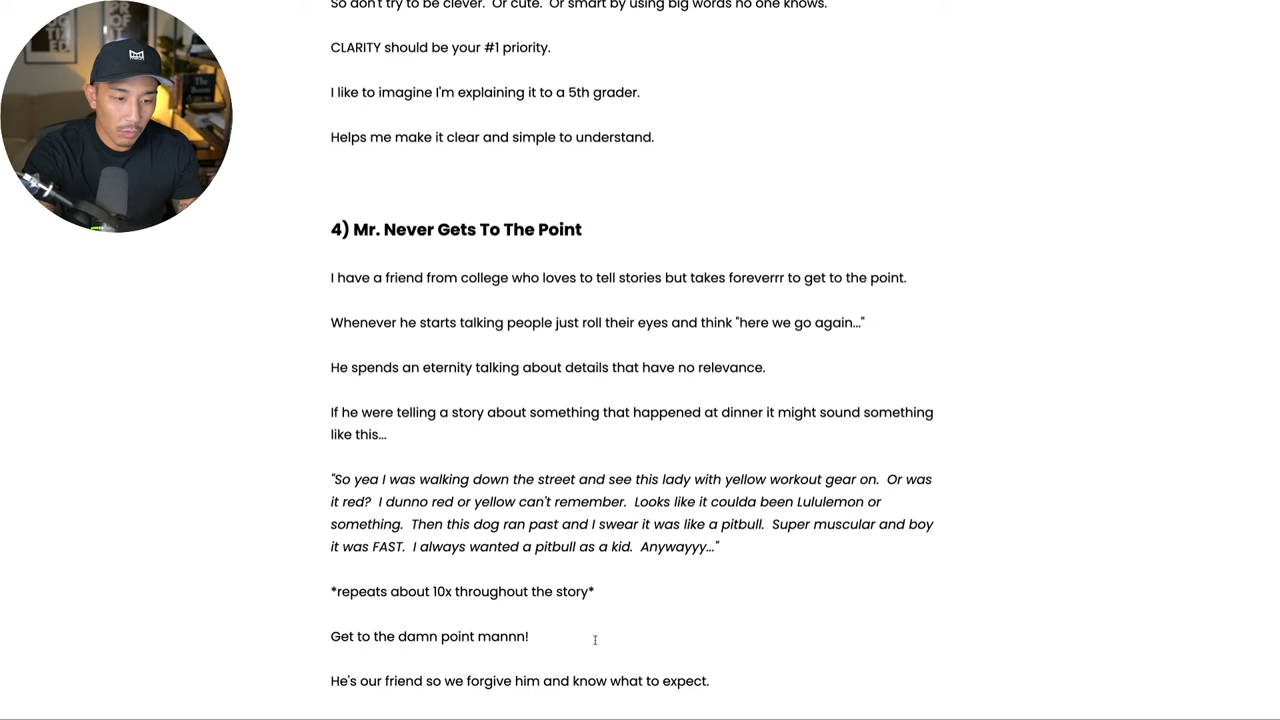 So don't try to be clever.  Or cute.  Or smart by using big words no one knows.
CLARITY should be your #1 priority.
I like to imagine I'm explaining it to a 5th grader.
Helps me make it clear and simple to understand.
4) Mr. Never Gets To The Point
I have a friend from college who loves to tell stories but takes foreverrr to get to the point.
Whenever he starts talking people just roll their eyes and think "here we go again..."
He spends an eternity talking about details that have no relevance.
If he were telling a story about something that happened at dinner it might sound something
like this...
"So yea I was walking down the street and see this lady with yellow workout gear on.  Or was
it red?  I dunno red or yellow can't remember.  Looks like it coulda been Lululemon or
something.  Then this dog ran past and I swear it was like a pitbull.  Super muscular and boy
it was FAST.  I always wanted a pitbull as a kid.  Anywayyy..."
*repeats about 10x throughout the story*
Get to the damn point mannn!
He's our friend so we forgive him and know what to expect.